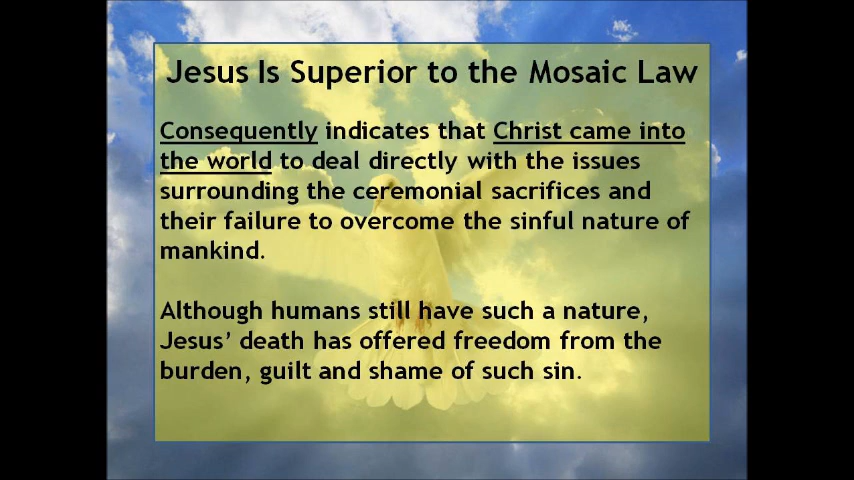 Jesus Is Superior to the Mosaic Law
Consequently indicates that Christ came into
the world to deal directly with the issues
surrounding the ceremonial sacrifices and
their failure to overcome the sinful nature of
mankind.
Although humans still have such a nature,
Jesus’ death has offered freedom from the
burden, guilt and shame of such sin.